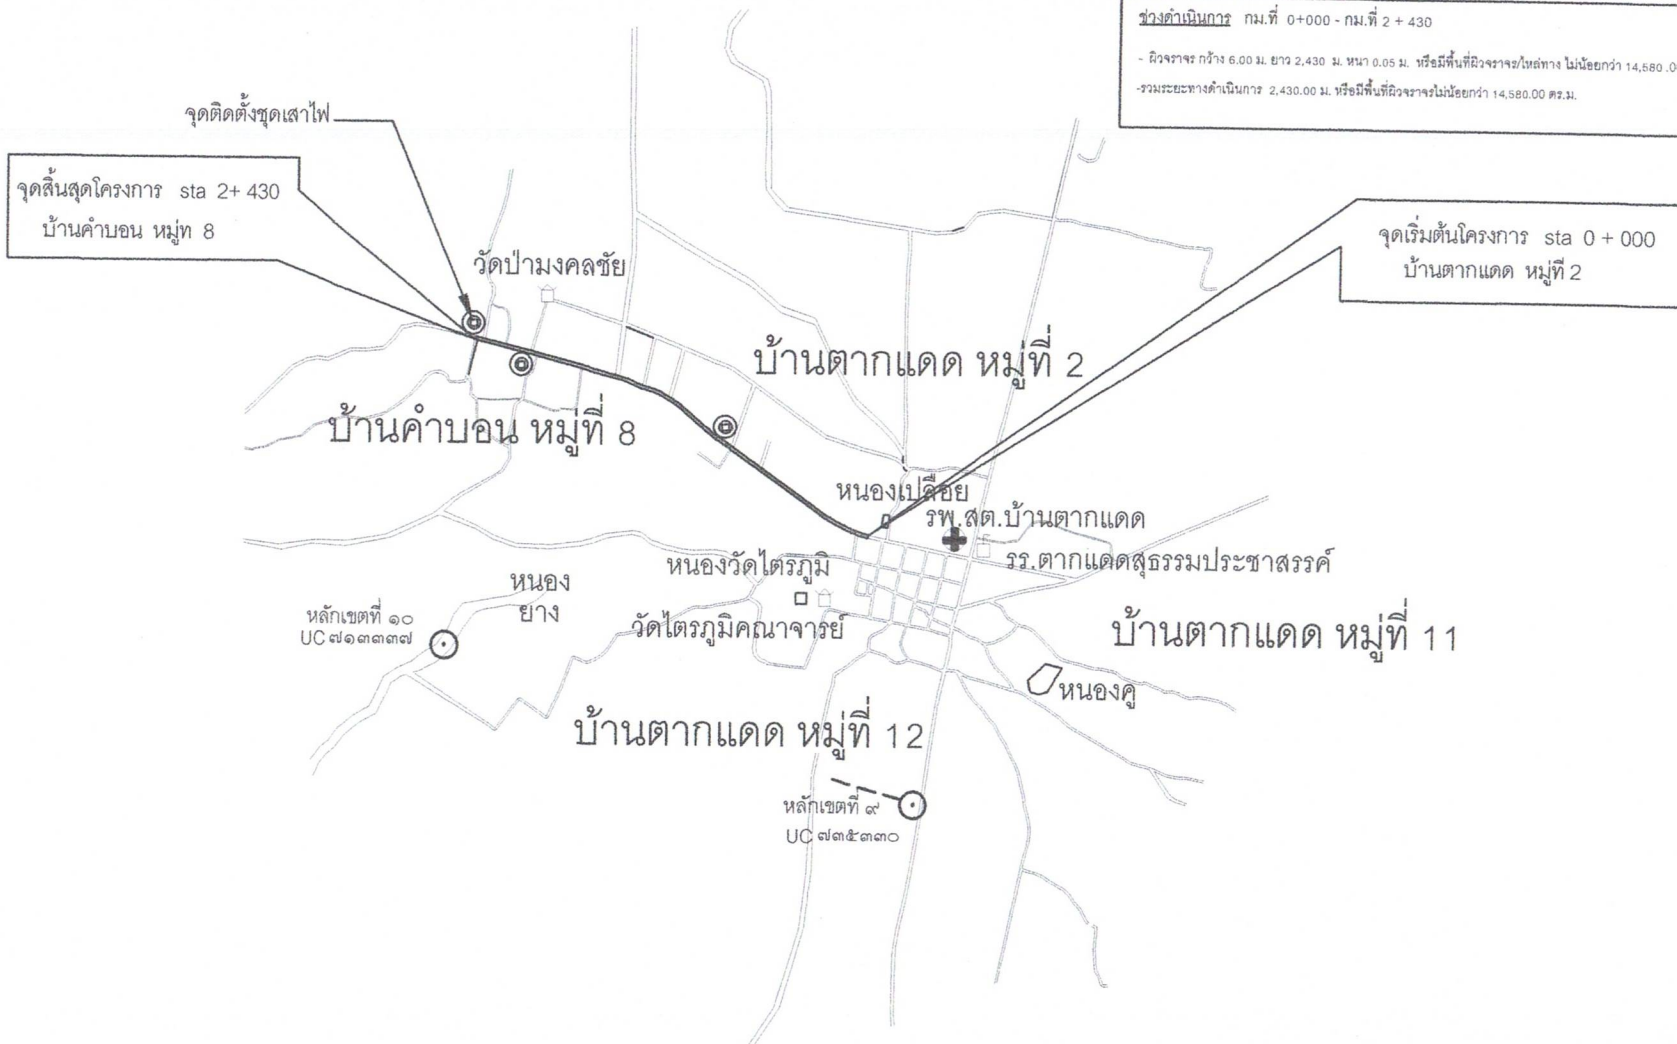 ช่วงดำเนินการ กม.ที่ 0+000 - กม.ที่ 2 + 430
- ผิวจราจร กว้าง 6.00 ม. ยาว 2,430 ม. หนา 0.05 ม. หรือมีพื้นที่ผิวจราจร/ไหล่ทาง ไม่น้อยกว่า 14,580 .0
-รวมระยะทางดำเนินการ 2,430.00 ม. หรือมีพื้นที่ผิวจราจรไม่น้อยกว่า 14,580.00 ตร.ม.
จุดติดตั้งชุดเสาไฟ
จุดสิ้นสุดโครงการ sta 2+ 430
บ้านคำบอน หมู่ท 8
จุดเริ่มต้นโครงการ sta 0 + 000
บ้านตากแดด หมู่ที่ 2
วัดป่ามงคลชัย
บ้านตากแดด หมู่ที่ 2
บ้านคำบอน หมู่ที่ 8
หนองเปลือย
รพ.สต.บ้านตากแดด
รร.ตากแดดสุธรรมประชาสรรค์
หนองวัดไตรภูมิ
หนอง
ยาง
หลักเขตที่ ๑๐
UC ๗๑๓๓๓๗
วัดไตรภูมิคณาจารย์
บ้านตากแดด หมู่ที่ 11
หนองคู
บ้านตากแดด หมู่ที่ 12
หลักเขตที่ ๙
UC ๗๓๕๓๓๐